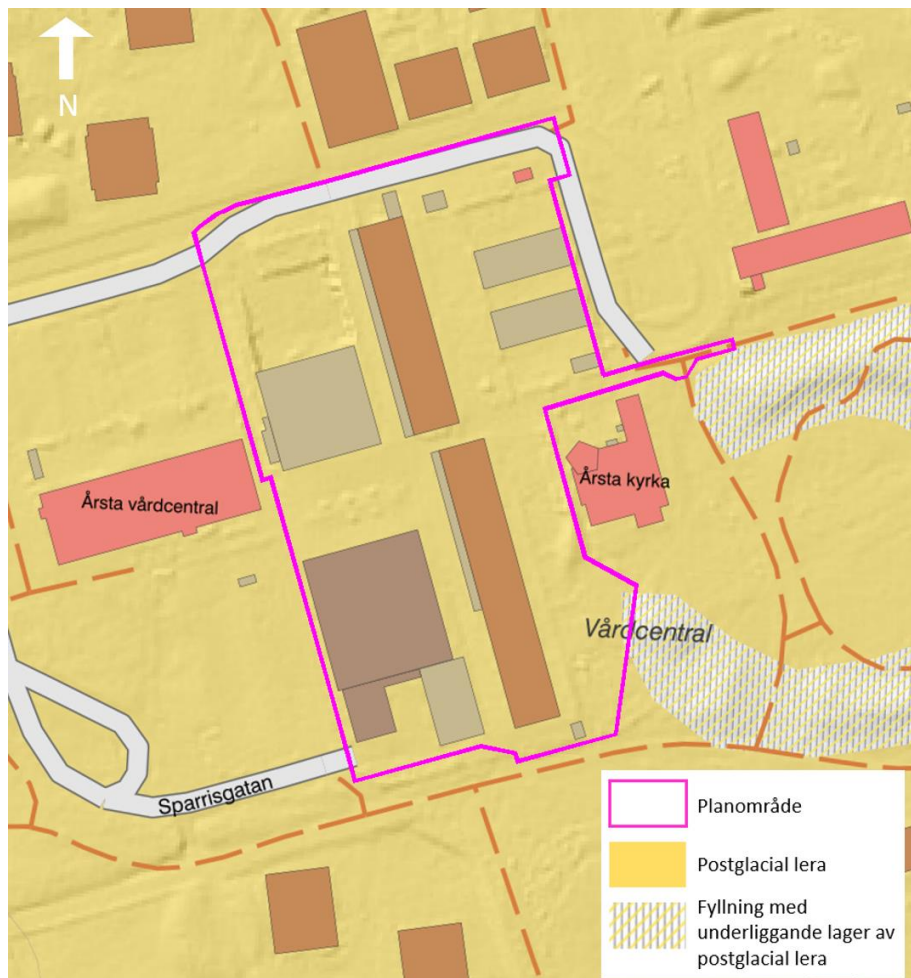 N
Årsta vårdcentral
Årsta kyrka
Vårdcentral
Sparrisgatan
Planområde
Postglacial lera
Fyllning med
underliggande lager av
postglacial lera